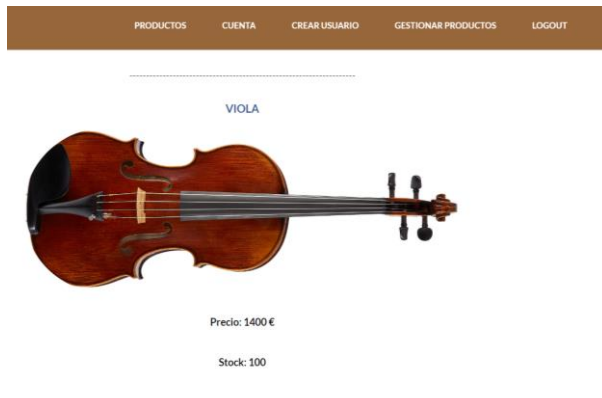 PRODUCTOS CUENTA CREAR USUARIO GESTIONAR PRODUCTOS LOGOUT
VIOLA
Precio: 1400 €
Stock: 100